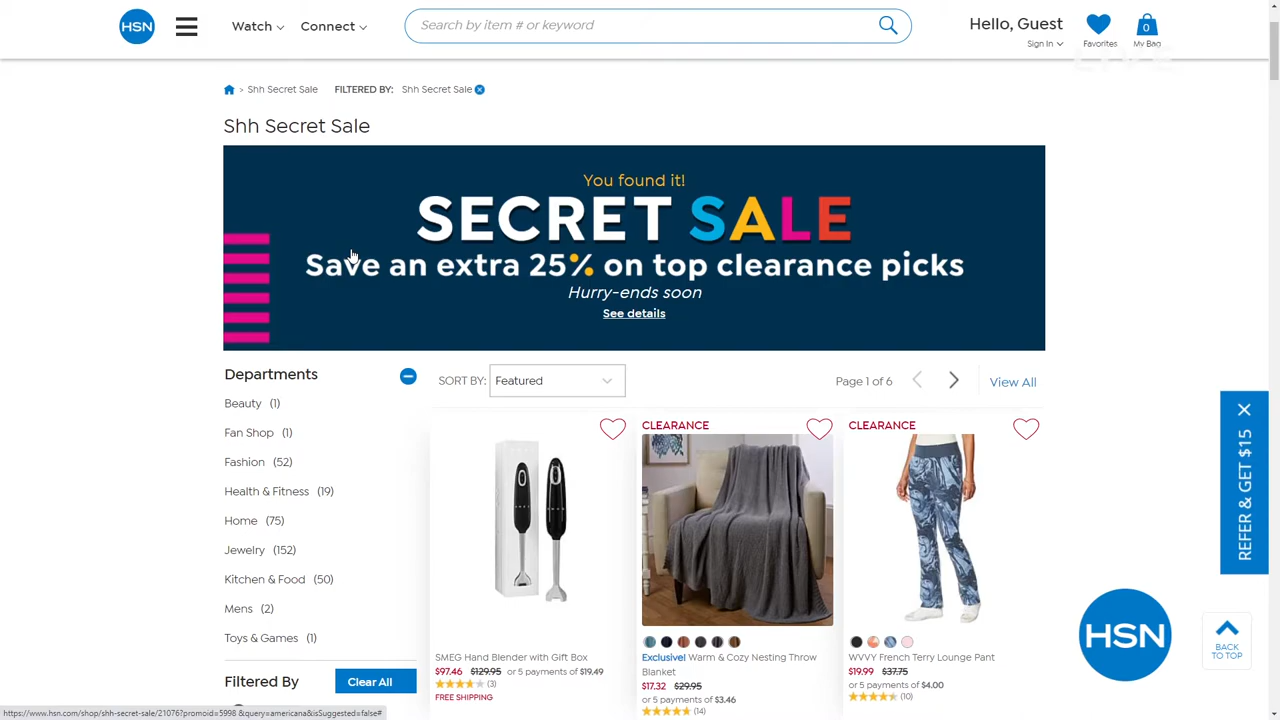 HSN
Watch
Connect
Search by item # or keyword
Hello, Guest
Sign In
Favorites
0
My Bag
LIVE
> Shh Secret Sale
FILTERED BY:
Shh Secret Sale
Shh Secret Sale
You found it!
SECRET SALE
Save an extra 25% on top clearance picks
Hurry-ends soon
See details
Departments
Beauty (1)
Fan Shop (1)
Fashion (52)
Health & Fitness (19)
Home (75)
Jewelry (152)
Kitchen & Food (50)
Mens (2)
Toys & Games (1)
Filtered By
Clear All
SORT BY:
Featured
Page 1 of 6
View All
SMEG
SMEG Hand Blender with Gift Box
$97.46 $129.95 or 5 payments of $19.49
(3)
FREE SHIPPING
CLEARANCE
Exclusive! Warm & Cozy Nesting Throw
Blanket
$17.32 $29.95
or 5 payments of $3.46
(14)
CLEARANCE
WVVY French Terry Lounge Pant
$19.99 $37.75
or 5 payments of $4.00
(10)
REFER & GET $15
HSN
BACK
TO TOP
https://www.hsn.com/shop/shh-secret-sale/21076?promoid=5998 &query=americana&isSuggested=false#